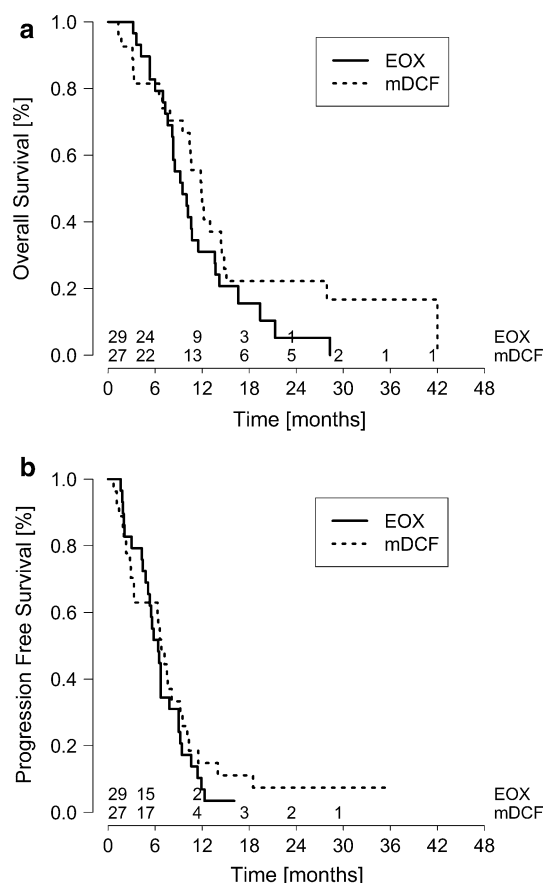 a
1.0
EOX
mDCF
0.8
0.6
Overall Survival [%]
0.4
0.2
29 24 9 3 1 EOX
0.0 27 22 13 6 5 2 1 1 mDCF
0 6 12 18 24 30 36 42 48
Time [months]
b
1.0
EOX
mDCF
0.8
0.6
Progression Free Survival [%]
0.4
0.2
29 15 2 EOX
0.0 27 17 4 3 2 1 mDCF
0 6 12 18 24 30 36 42 48
Time [months]